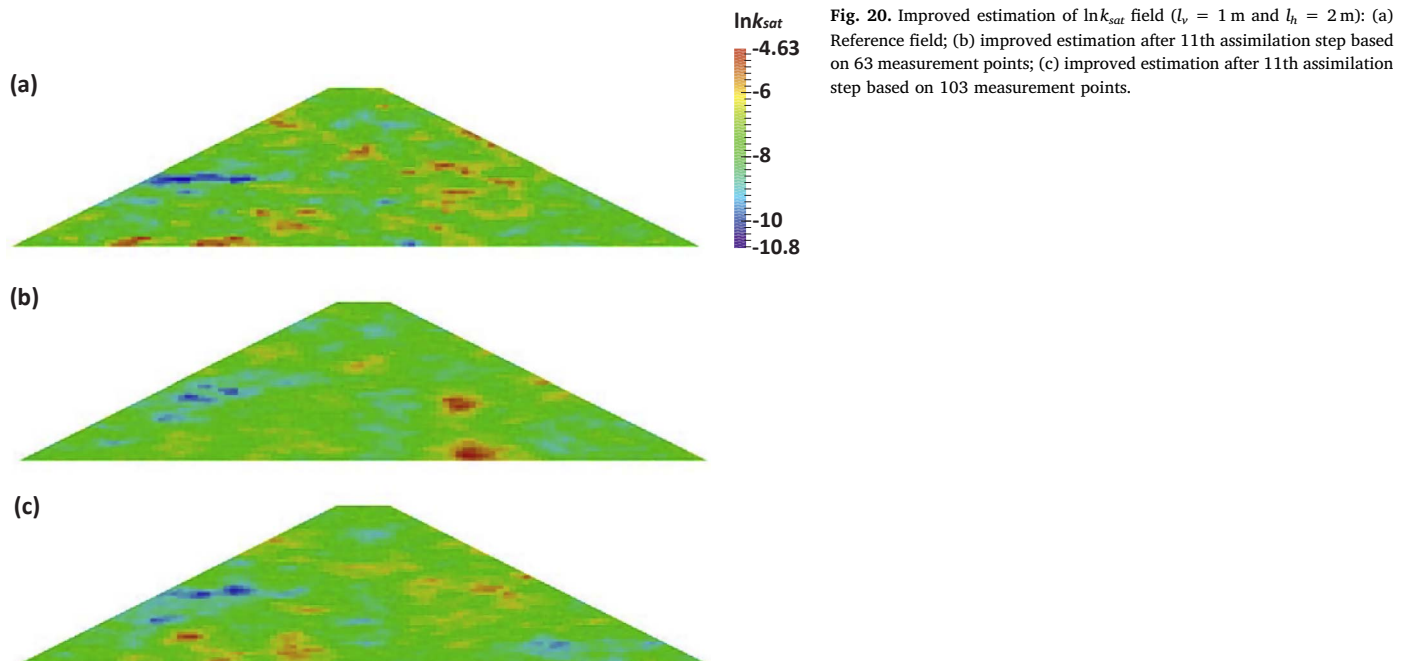 lnksat
-4.63
-6
-8
-10
-10.8
(a)
(b)
(c)
Fig. 20. Improved estimation of lnksat field (lv = 1 m and lh = 2 m): (a)
Reference field; (b) improved estimation after 11th assimilation step based
on 63 measurement points; (c) improved estimation after 11th assimilation
step based on 103 measurement points.